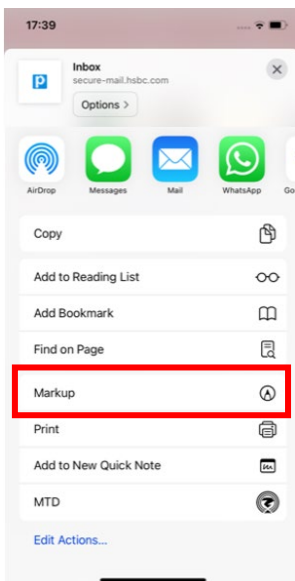 17:39
Inbox
secure-mail.hsbc.com
Options >
AirDrop Messages Mail WhatsApp Go
Copy
Add to Reading List
Add Bookmark
Find on Page
Markup
Print
Add to New Quick Note
MTD
Edit Actions...